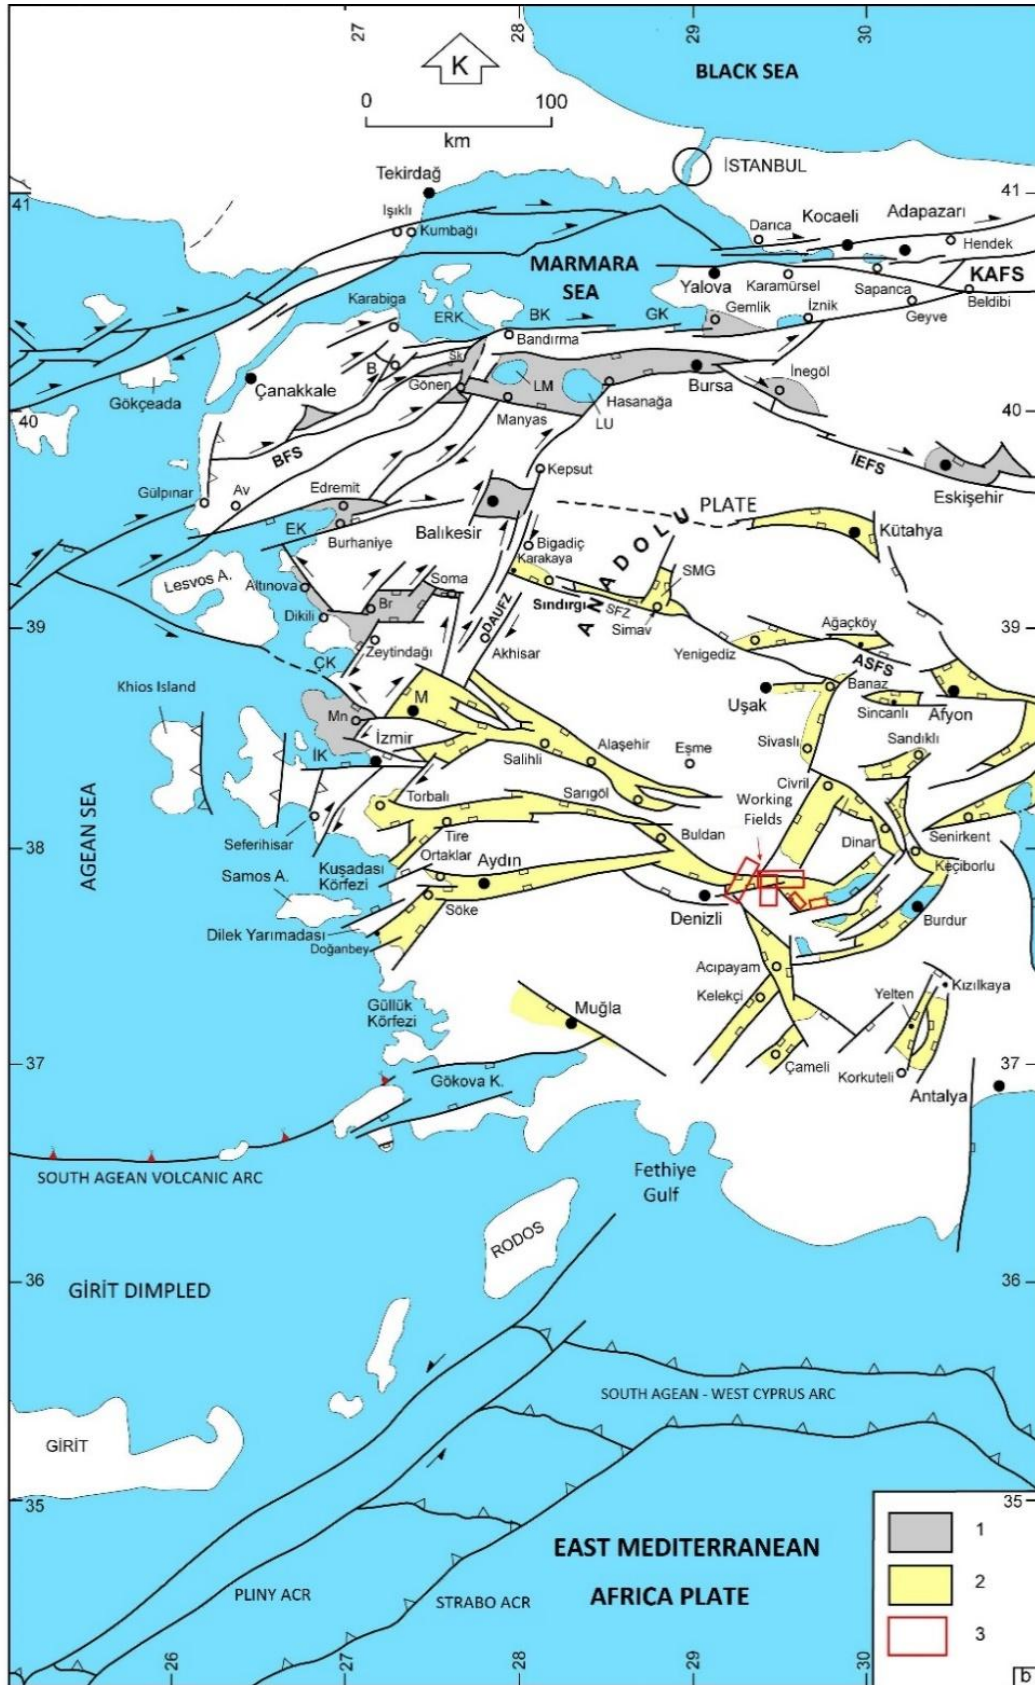 27
28
29
30
K
BLACK SEA
0
100
km
İSTANBUL
Tekirdağ
41
41
Işıklı
Kumbağı
Darıca
Kocaeli
Adapazarı
Hendek
MARMARA
SEA
Yalova
Karamürsel
Sapanca
KAFS
Beldibi
Karabiga
ERK
BK
GK
Gemlik
İznik
Geyve
Bandırma
Sk
B
Gönen
LM
Bursa
İnegöl
Çanakkale
Gökçeada
Hasanağa
LU
Manyas
40
40
BFS
İEFS
Kepsut
Gülpınar
Av
Edremit
Eskişehir
EK
Burhaniye
Balıkesir
ANADOLU
PLATE
Kütahya
Bigadiç
Karakaya
Lesvos A.
Altınova
Soma
SMG
Br
Sındırgı
SFZ
Simav
Dikili
DAUFZ
39
39
Ağaçköy
Zeytindağı
Akhisar
Yenigediz
ASFS
ÇK
Khios Island
Banaz
M
Uşak
Sincanlı
Afyon
Mn
İzmir
Sivaslı
Sandıklı
Alaşehir
Eşme
Salihli
İK
Civril
Torbalı
Sarıgöl
Working
Fields
AGEAN SEA
Seferihisar
Tire
Buldan
Dinar
Senirkent
38
38
Ortaklar
Aydın
Keçiborlu
Kuşadası
Körfezi
Samos A.
Söke
Denizli
Burdur
Dilek Yarımadası
Doğanbey
Acıpayam
Kelekçi
Yelten
Kızılkaya
Güllük
Körfezi
Muğla
37
37
Gökova K.
Çameli
Korkuteli
Antalya
SOUTH AGEAN VOLCANIC ARC
Fethiye
Gulf
RODOS
36
36
GİRİT DIMPLED
SOUTH AGEAN - WEST CYPRUS ARC
GİRİT
35
35
1
EAST MEDITERRANEAN
2
AFRICA PLATE
PLINY ACR
STRABO ACR
3
26
27
28
29
30
b